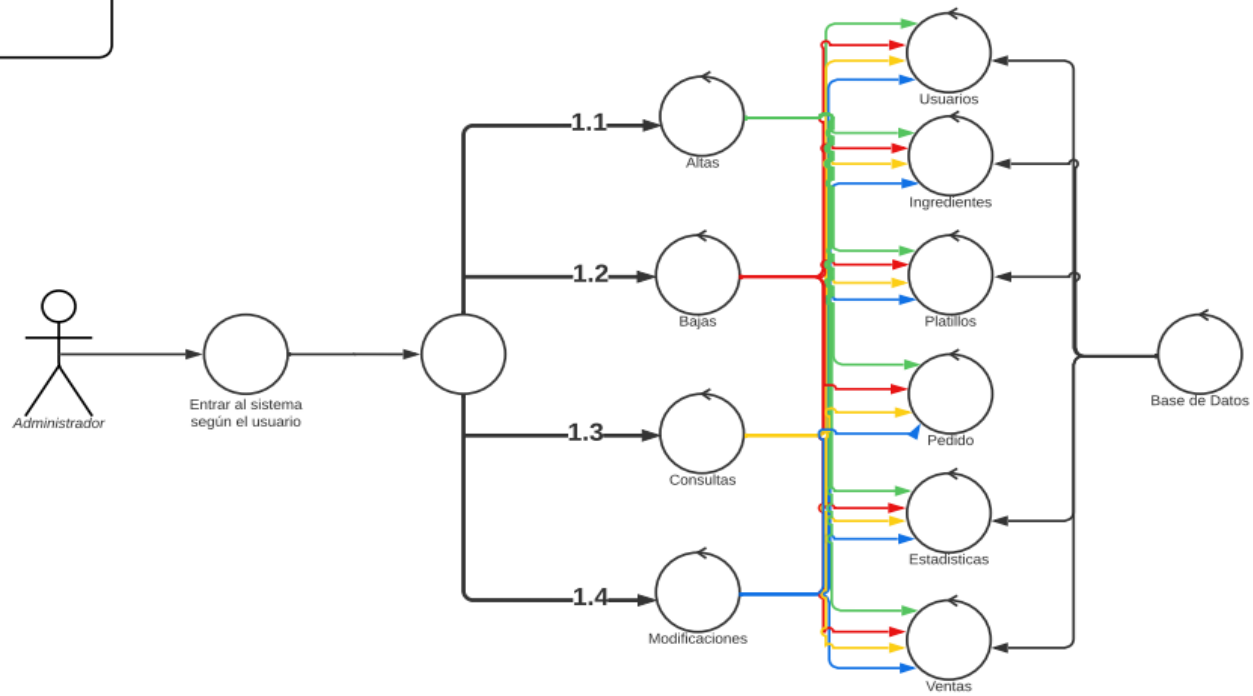 Usuarios
1.1
Altas
Ingredientes
1.2
Bajas
Platillos
Administrador
Entrar al sistema
según el usuario
Base de Datos
1.3
Consultas
Pedido
Estadisticas
1.4
Modificaciones
Ventas